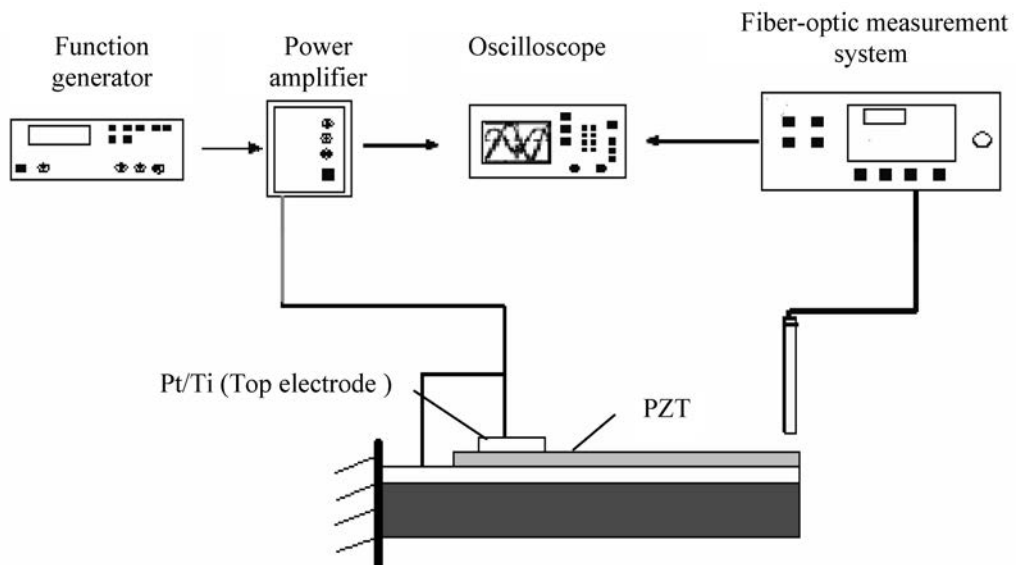 Function
generator
Power
amplifier
Oscilloscope
Fiber-optic measurement
system
Pt/Ti (Top electrode )
PZT